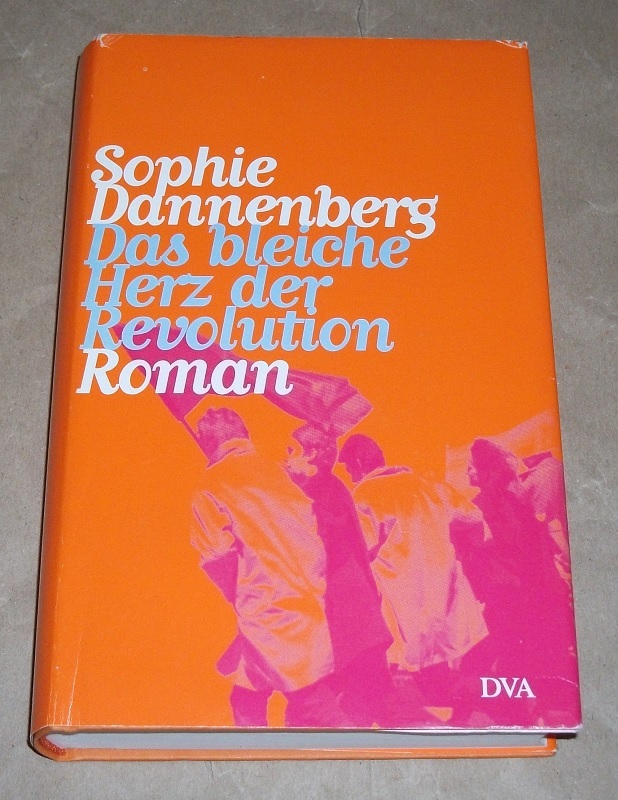 Sophie
Dannenberg
Das bleiche
Herz der
Revolution
Roman
DVA